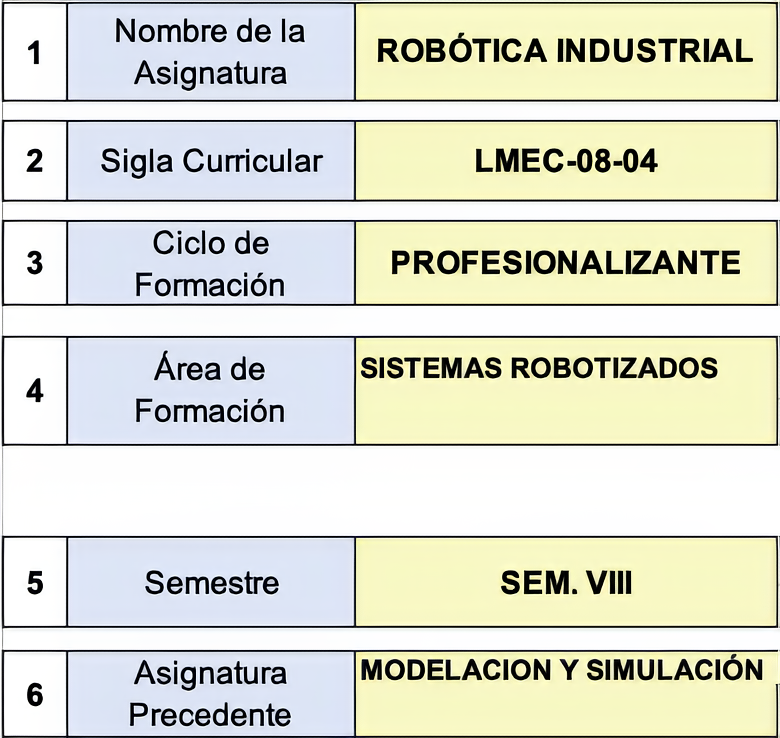 1
Nombre de la
Asignatura
ROBÓTICA INDUSTRIAL
2
Sigla Curricular
LMEC-08-04
3
Ciclo de
Formación
PROFESIONALIZANTE
4
Área de
Formación
SISTEMAS ROBOTIZADOS
5
Semestre
SEM. VIII
6
Asignatura
Precedente
MODELACION Y SIMULACIÓN